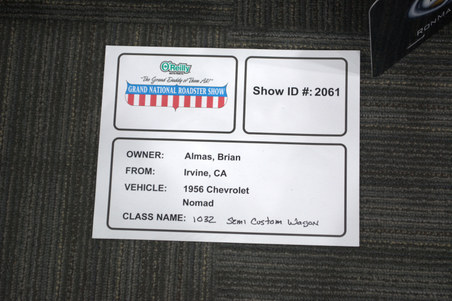 O'Reilly
"The Grand Daddy of Them All"
GRAND NATIONAL ROADSTER SHOW
Show ID #: 2061
OWNER: Almas, Brian
FROM: Irvine, CA
VEHICLE: 1956 Chevrolet
Nomad
CLASS NAME: 1032 Semi Custom Wagon